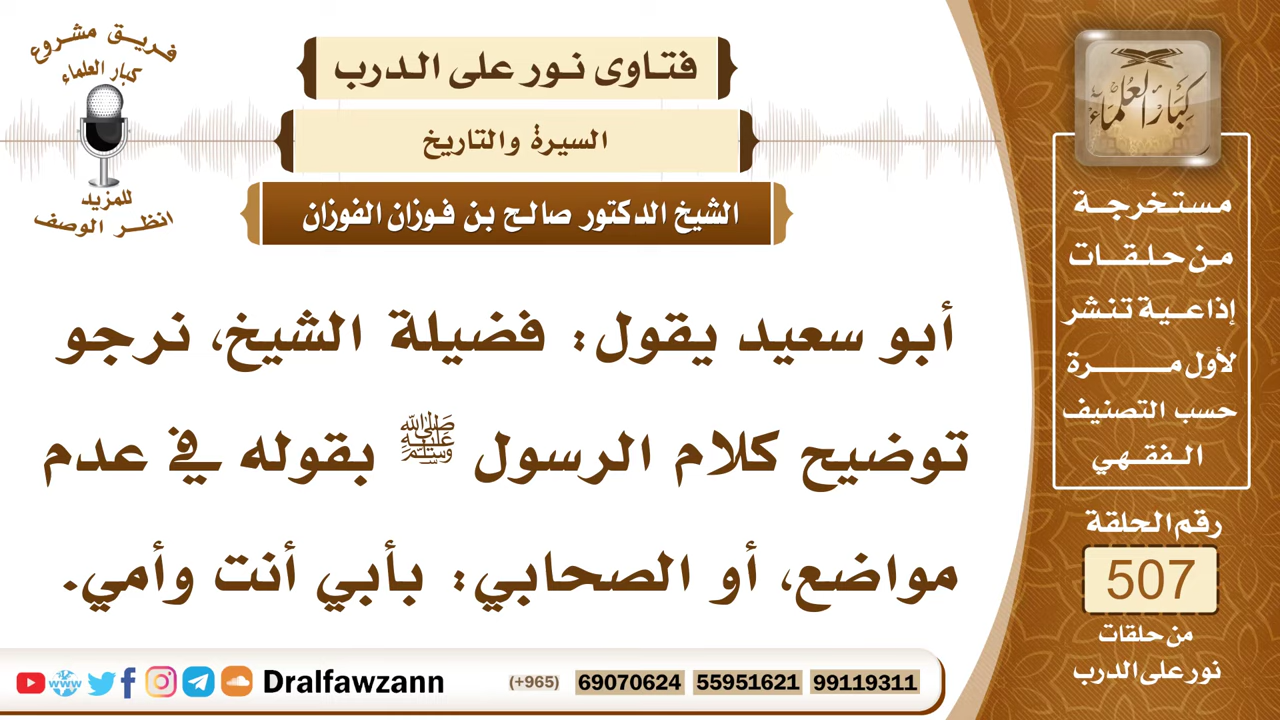 فريق مشروع
كبار العلماء
للمزيد
انظر الوصف
فتاوى نور على الدرب
السيرة والتاريخ
الشيخ الدكتور صالح بن فوزان الفوزان
أبو سعيد يقول: فضيلة الشيخ، نرجو
توضيح كلام الرسول ﷺ بقوله في عدم
مواضع، أو الصحابي: بأبي أنت وأمي.
كبار العلماء
مستخرجة
من حلقات
إذاعية تنشر
لأول مرة
حسب التصنيف
الفقهي
رقم الحلقة
507
من حلقات
نور على الدرب
www Dralfawzann (+965) 69070624 55951621 99119311